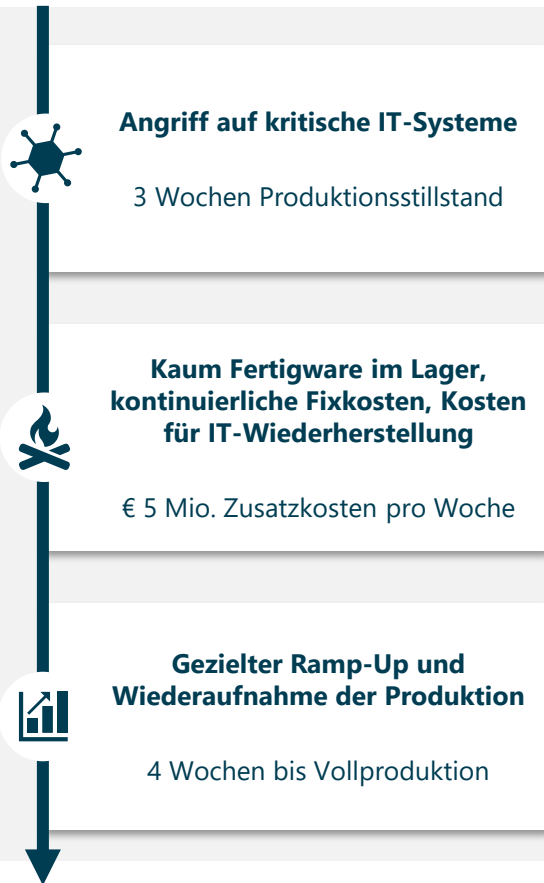 Angriff auf kritische IT-Systeme
3 Wochen Produktionsstillstand
Kaum Fertigware im Lager,
kontinuierliche Fixkosten, Kosten
für IT-Wiederherstellung
€ 5 Mio. Zusatzkosten pro Woche
Gezielter Ramp-Up und
Wiederaufnahme der Produktion
4 Wochen bis Vollproduktion